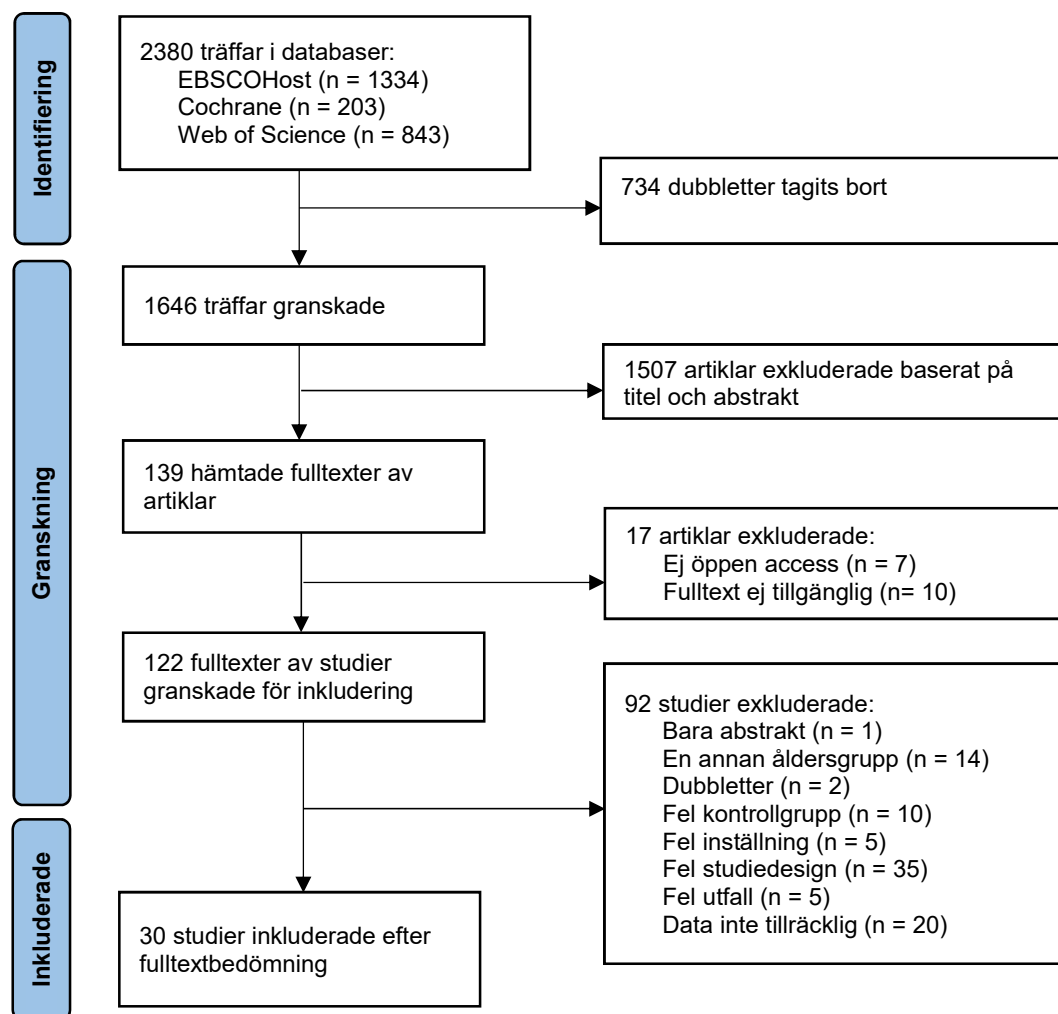 Identifiering
2380 träffar i databaser:
EBSCOHost (n = 1334)
Cochrane (n = 203)
Web of Science (n = 843)
734 dubbletter tagits bort
Granskning
1646 träffar granskade
1507 artiklar exkluderade baserat på
titel och abstrakt
139 hämtade fulltexter av
artiklar
17 artiklar exkluderade:
Ej öppen access (n = 7)
Fulltext ej tillgänglig (n= 10)
122 fulltexter av studier
granskade för inkludering
92 studier exkluderade:
Bara abstrakt (n = 1)
En annan åldersgrupp (n = 14)
Dubbletter (n = 2)
Fel kontrollgrupp (n = 10)
Fel inställning (n = 5)
Fel studiedesign (n = 35)
Fel utfall (n = 5)
Data inte tillräcklig (n = 20)
Inkluderade
30 studier inkluderade efter
fulltextbedömning